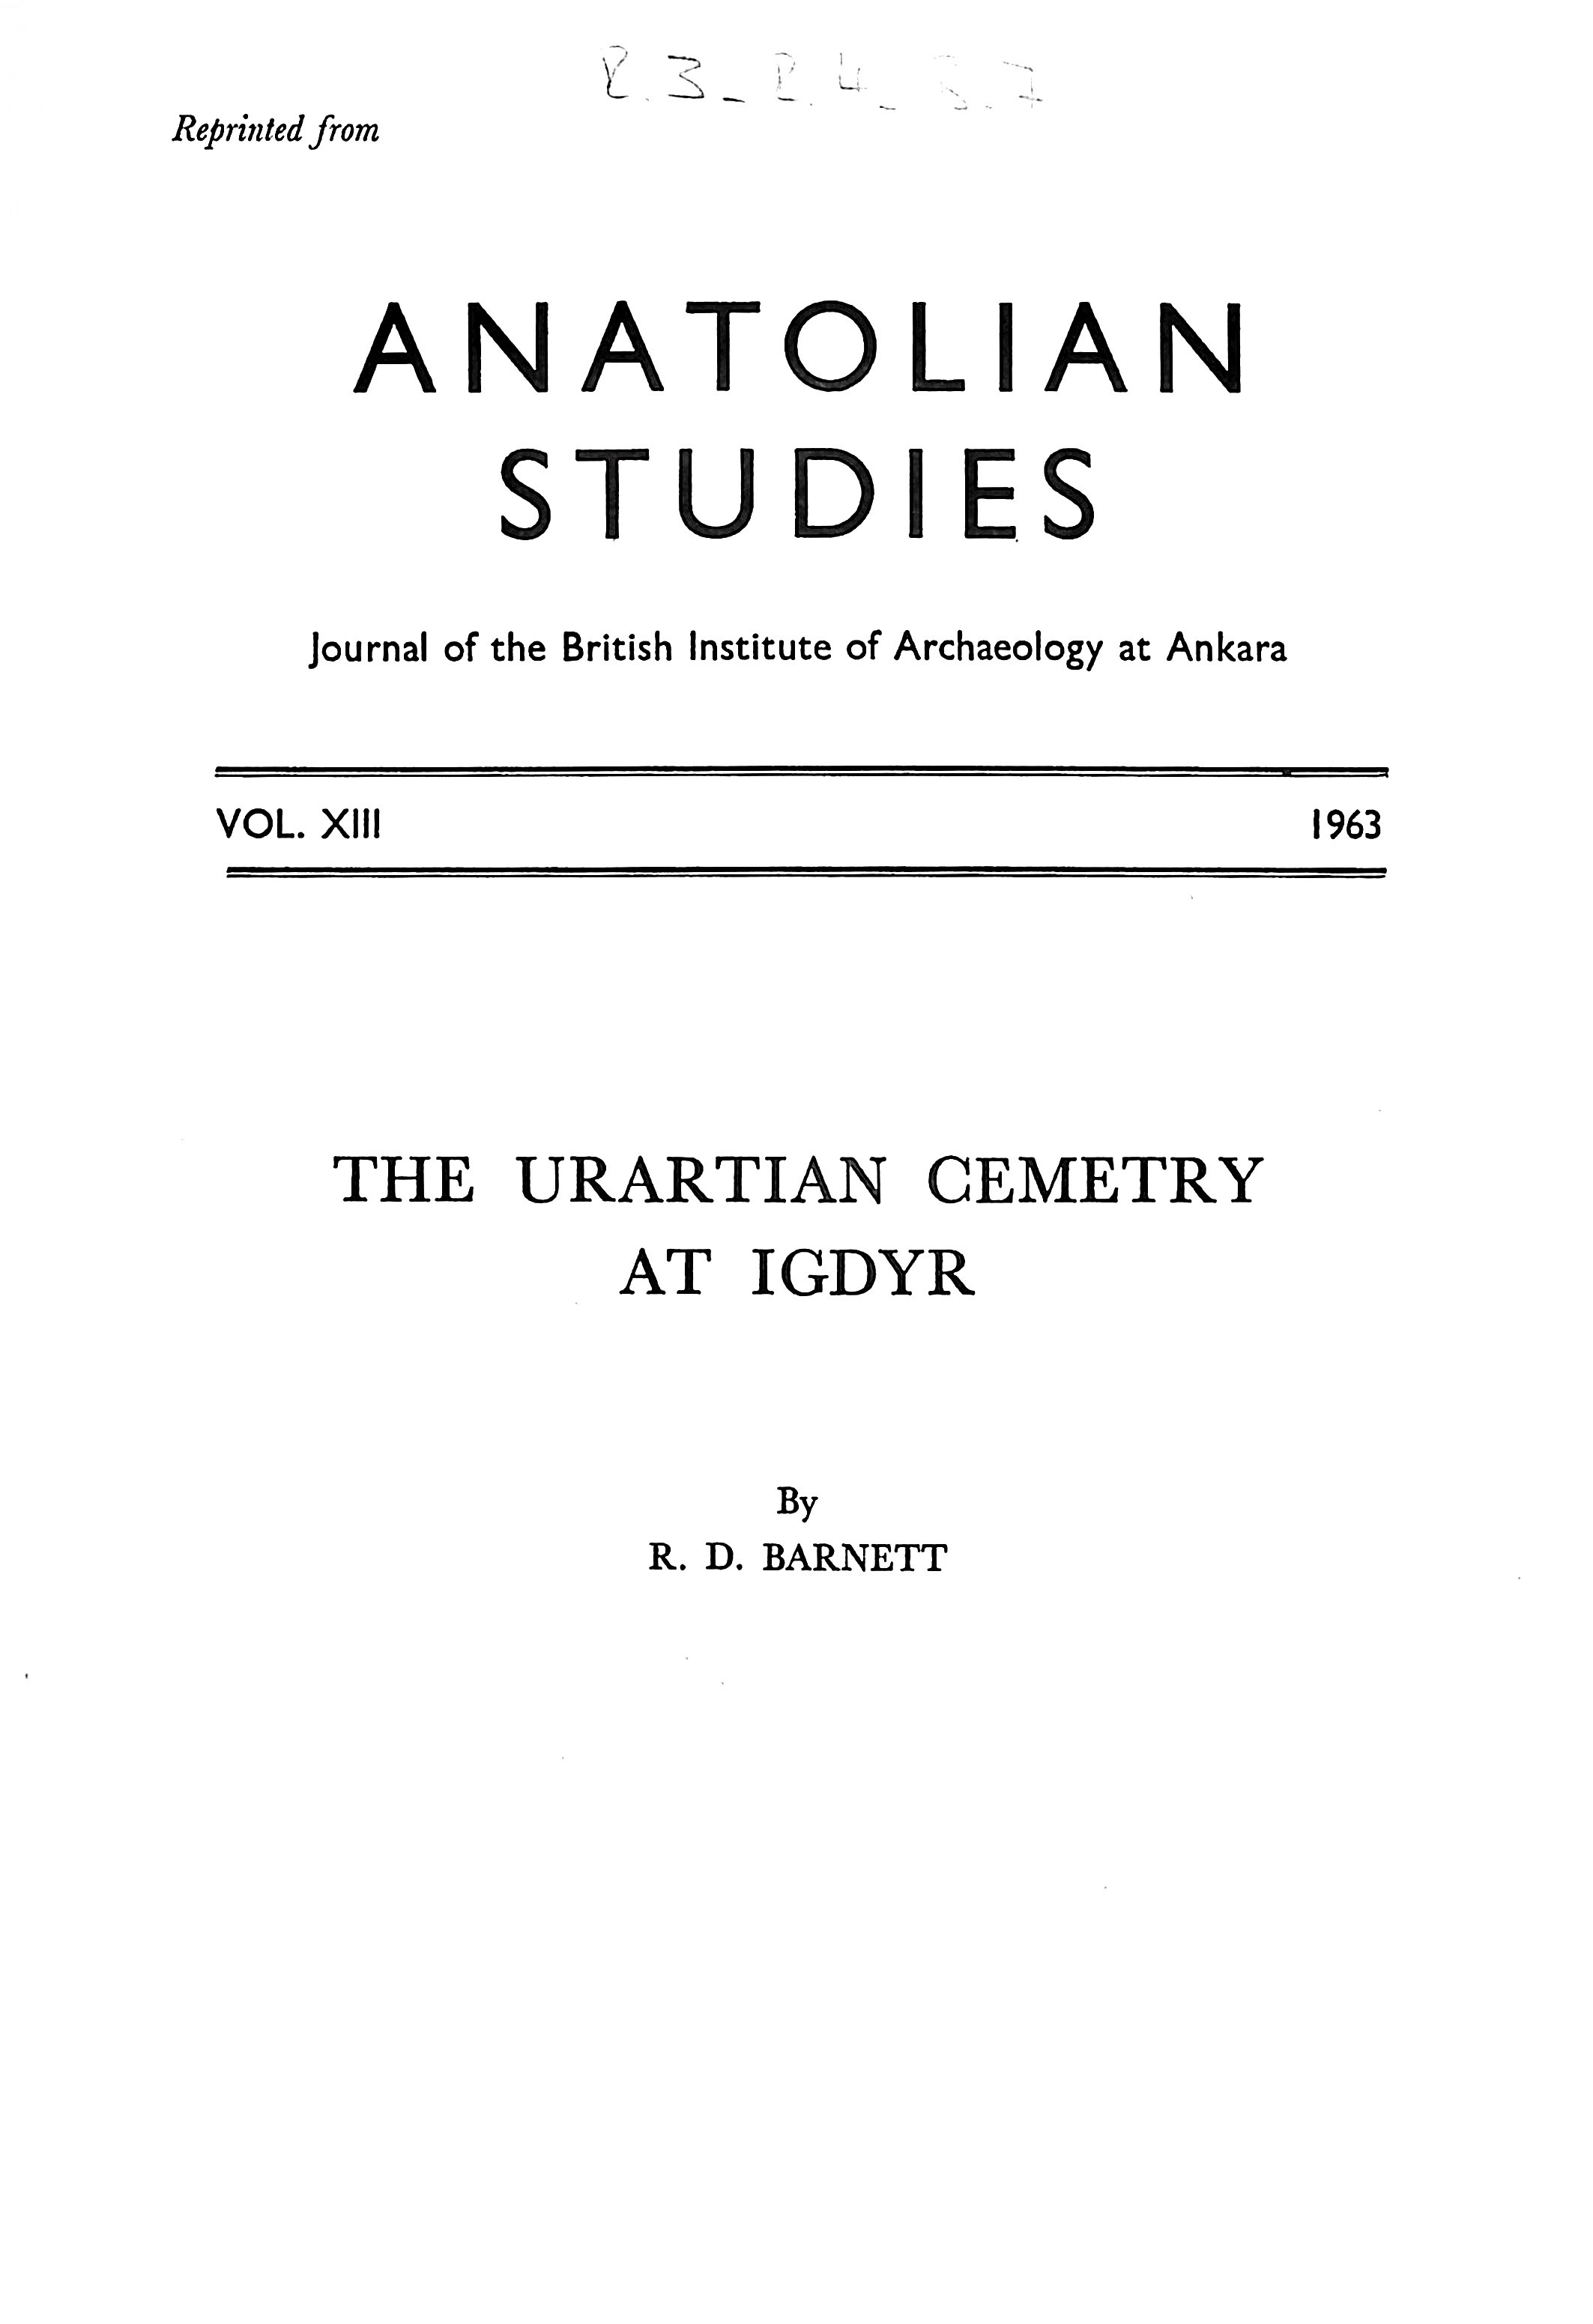 Reprinted from
ANATOLIAN
STUDIES
Journal of the British Institute of Archaeology at Ankara
VOL. XIII 1963
THE URARTIAN CEMETRY
AT IGDYR
By
R. D. BARNETT